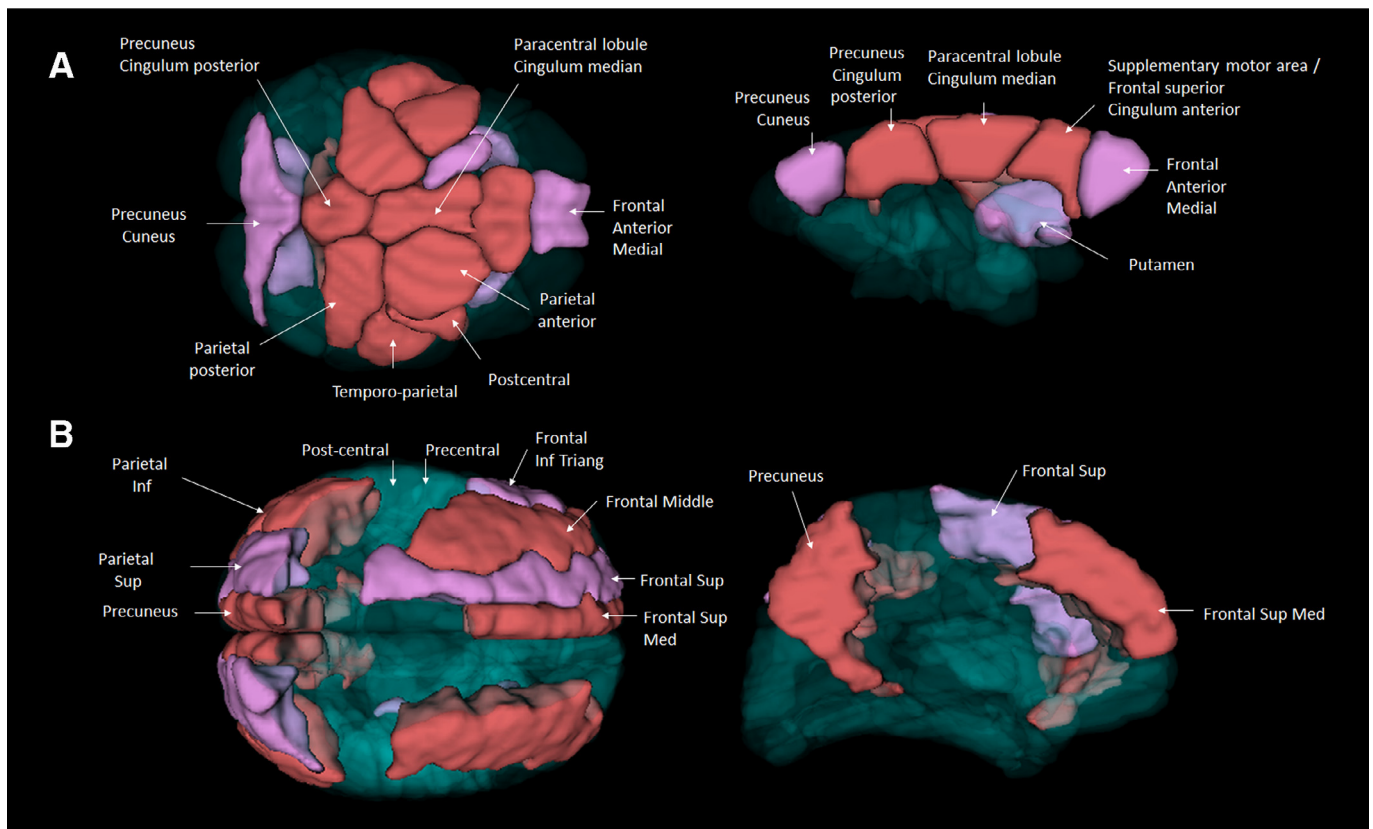 A
Precuneus
Cingulum posterior
Paracentral lobule
Cingulum median
Precuneus
Cuneus
Frontal
Anterior
Medial
Parietal
anterior
Parietal
posterior
Temporo-parietal
Postcentral
Precuneus
Cuneus
Precuneus
Cingulum
posterior
Paracentral lobule
Cingulum median
Supplementary motor area /
Frontal superior
Cingulum anterior
Frontal
Anterior
Medial
Putamen
B
Parietal
Inf
Post-central
Precentral
Frontal
Inf Triang
Frontal Middle
Parietal
Sup
Frontal Sup
Precuneus
Frontal Sup
Med
Precuneus
Frontal Sup
Frontal Sup Med